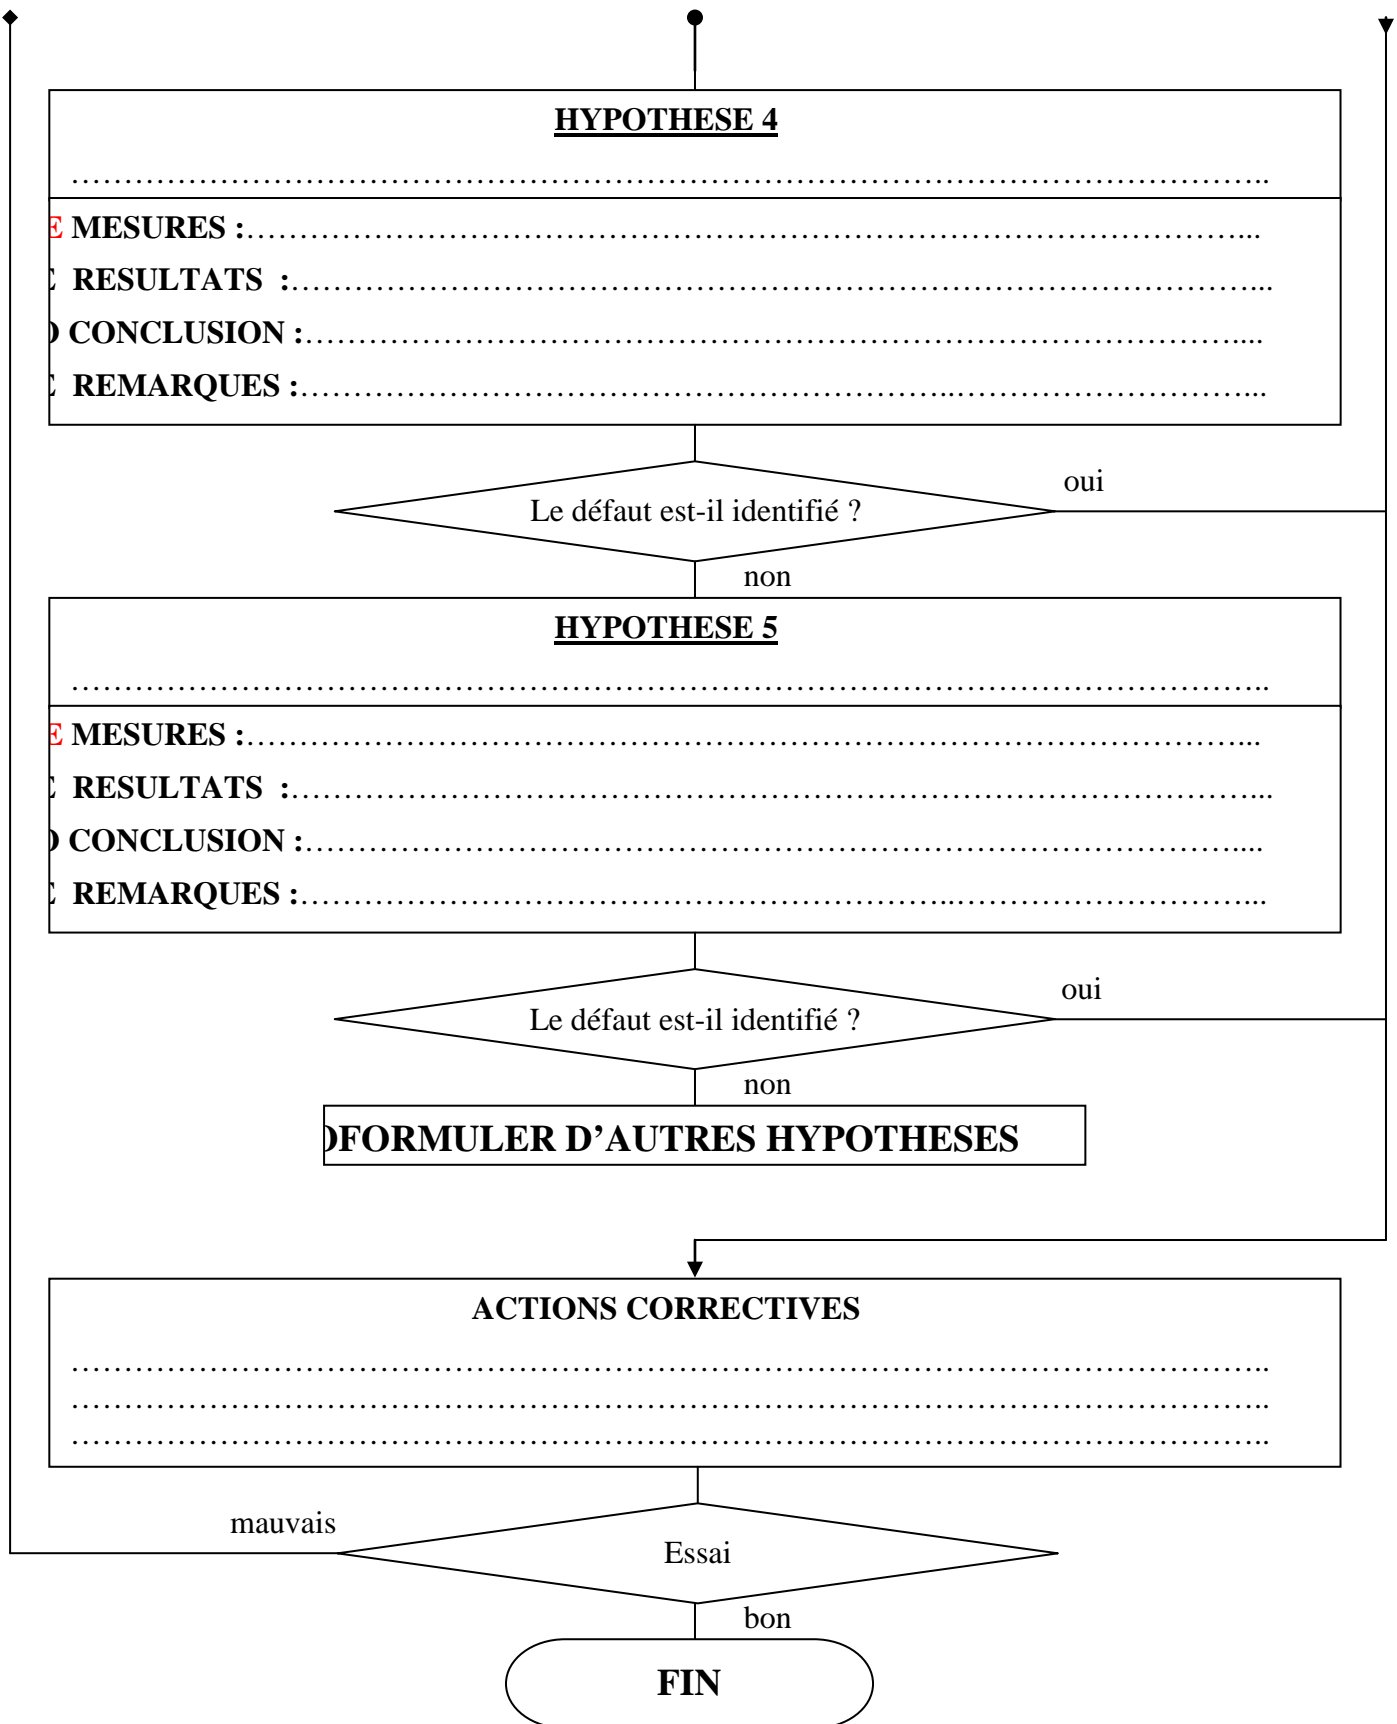 HYPOTHESE 4
……………………………………………………………………………………………………..
E MESURES :……………………………………………………………………………………...
RESULTATS :…………………………………………………………………………………...
CONCLUSION :………………………………………………………………………………....
REMARQUES :………………………………………………………..………………………...
oui
Le défaut est-il identifié ?
non
HYPOTHESE 5
……………………………………………………………………………………………………..
E MESURES :……………………………………………………………………………………...
RESULTATS :…………………………………………………………………………………...
CONCLUSION :………………………………………………………………………………....
REMARQUES :………………………………………………………..………………………...
oui
Le défaut est-il identifié ?
non
FORMULER D’AUTRES HYPOTHESES
ACTIONS CORRECTIVES
……………………………………………………………………………………………………..
……………………………………………………………………………………………………..
……………………………………………………………………………………………………..
mauvais
Essai
bon
FIN